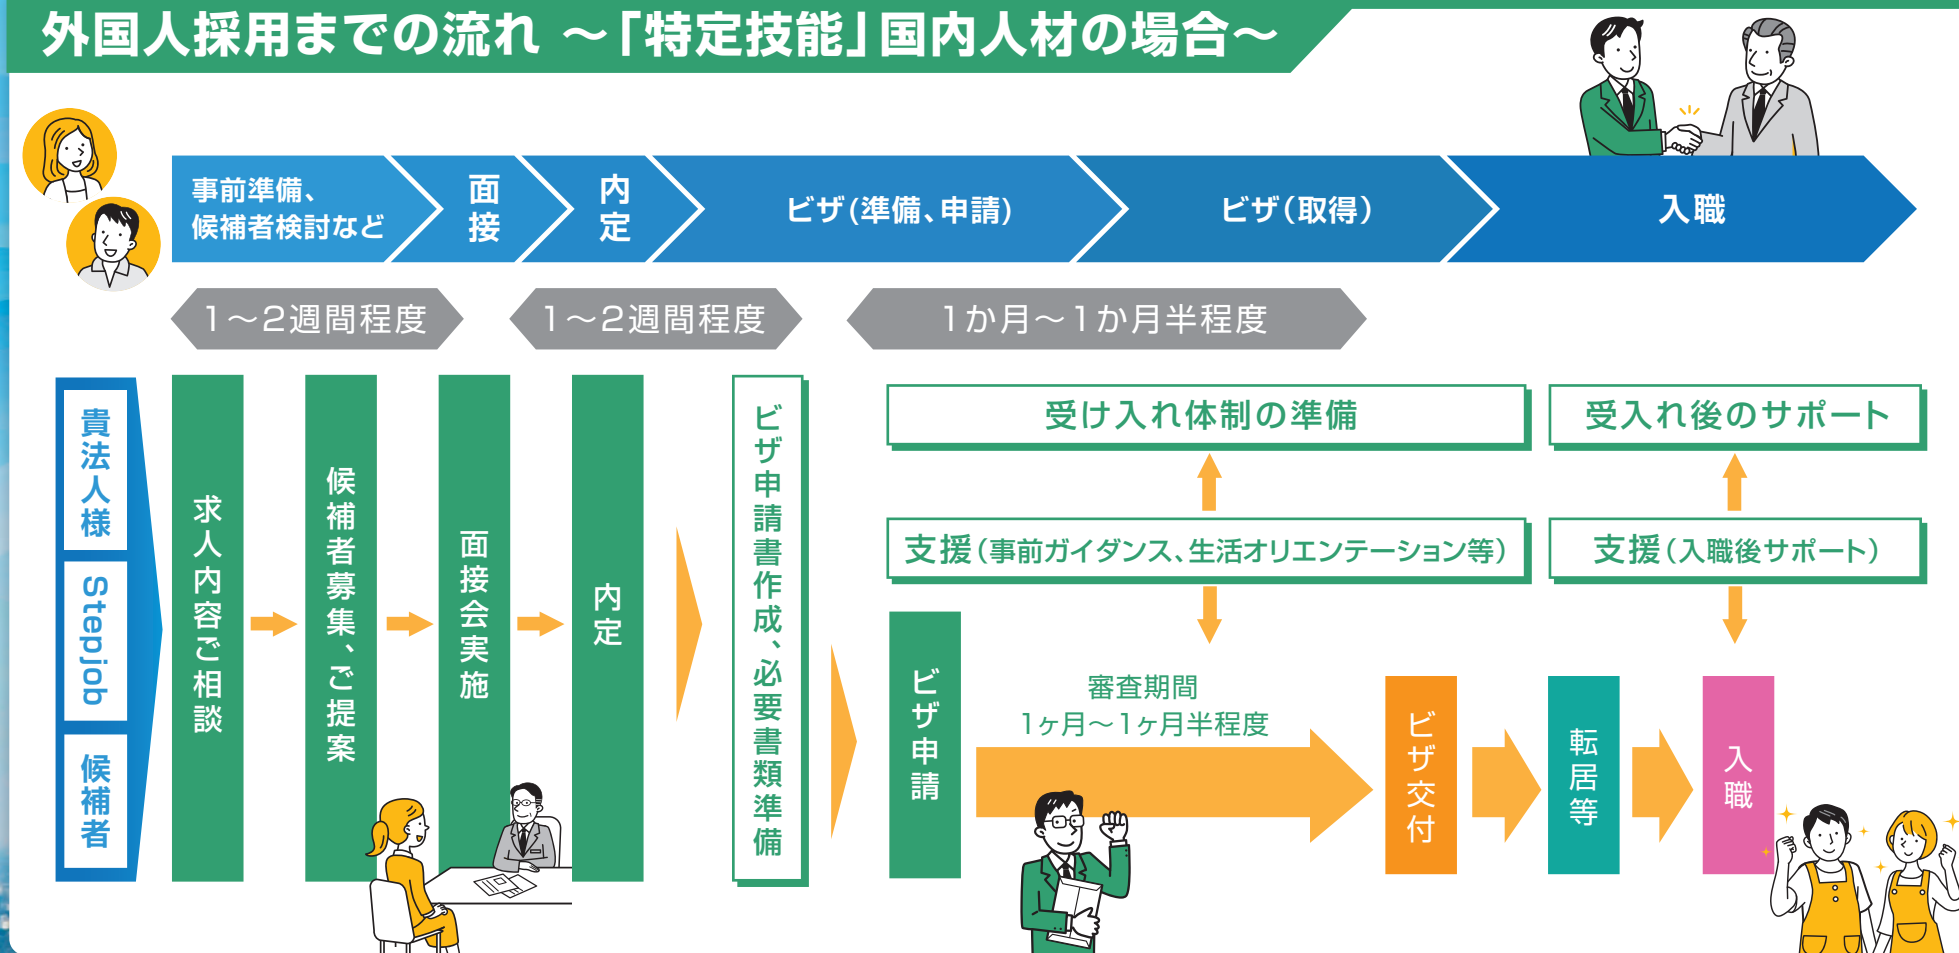 外国人採用までの流れ ～「特定技能」国内人材の場合～
事前準備、
候補者検討など
面接
内定
ビザ(準備、申請)
ビザ（取得）
入職
1～2週間程度
1～2週間程度
1か月～1か月半程度
貴法人様
Stepjob
候補者
求人内容ご相談
候補者募集、ご提案
面接会実施
内定
ビザ申請書作成、必要書類準備
受け入れ体制の準備
受入れ後のサポート
支援（事前ガイダンス、生活オリエンテーション等）
支援（入職後サポート）
ビザ申請
審査期間
1ヶ月～1ヶ月半程度
ビザ交付
転居等
入職